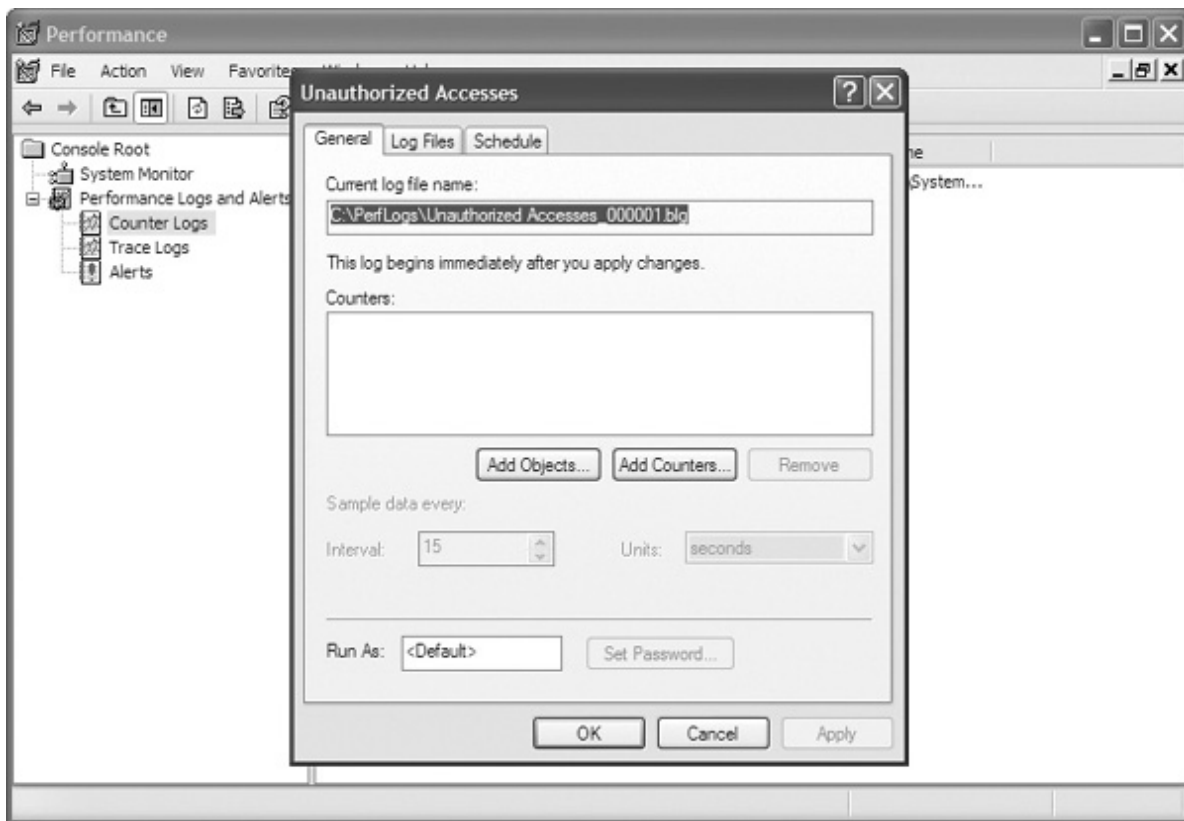 Performance
File Action View Favorite
Unauthorized Accesses
General Log Files Schedule
Console Root
System Monitor
Performance Logs and Alerts
Counter Logs
Trace Logs
Alerts
\System...
Current log file name:
C:\PerfLogs\Unauthorized Accesses_000001.blg
This log begins immediately after you apply changes.
Counters:
Add Objects... Add Counters... Remove
Sample data every:
Interval: 15 Units: seconds
Run As: <Default> Set Password...
OK Cancel Apply